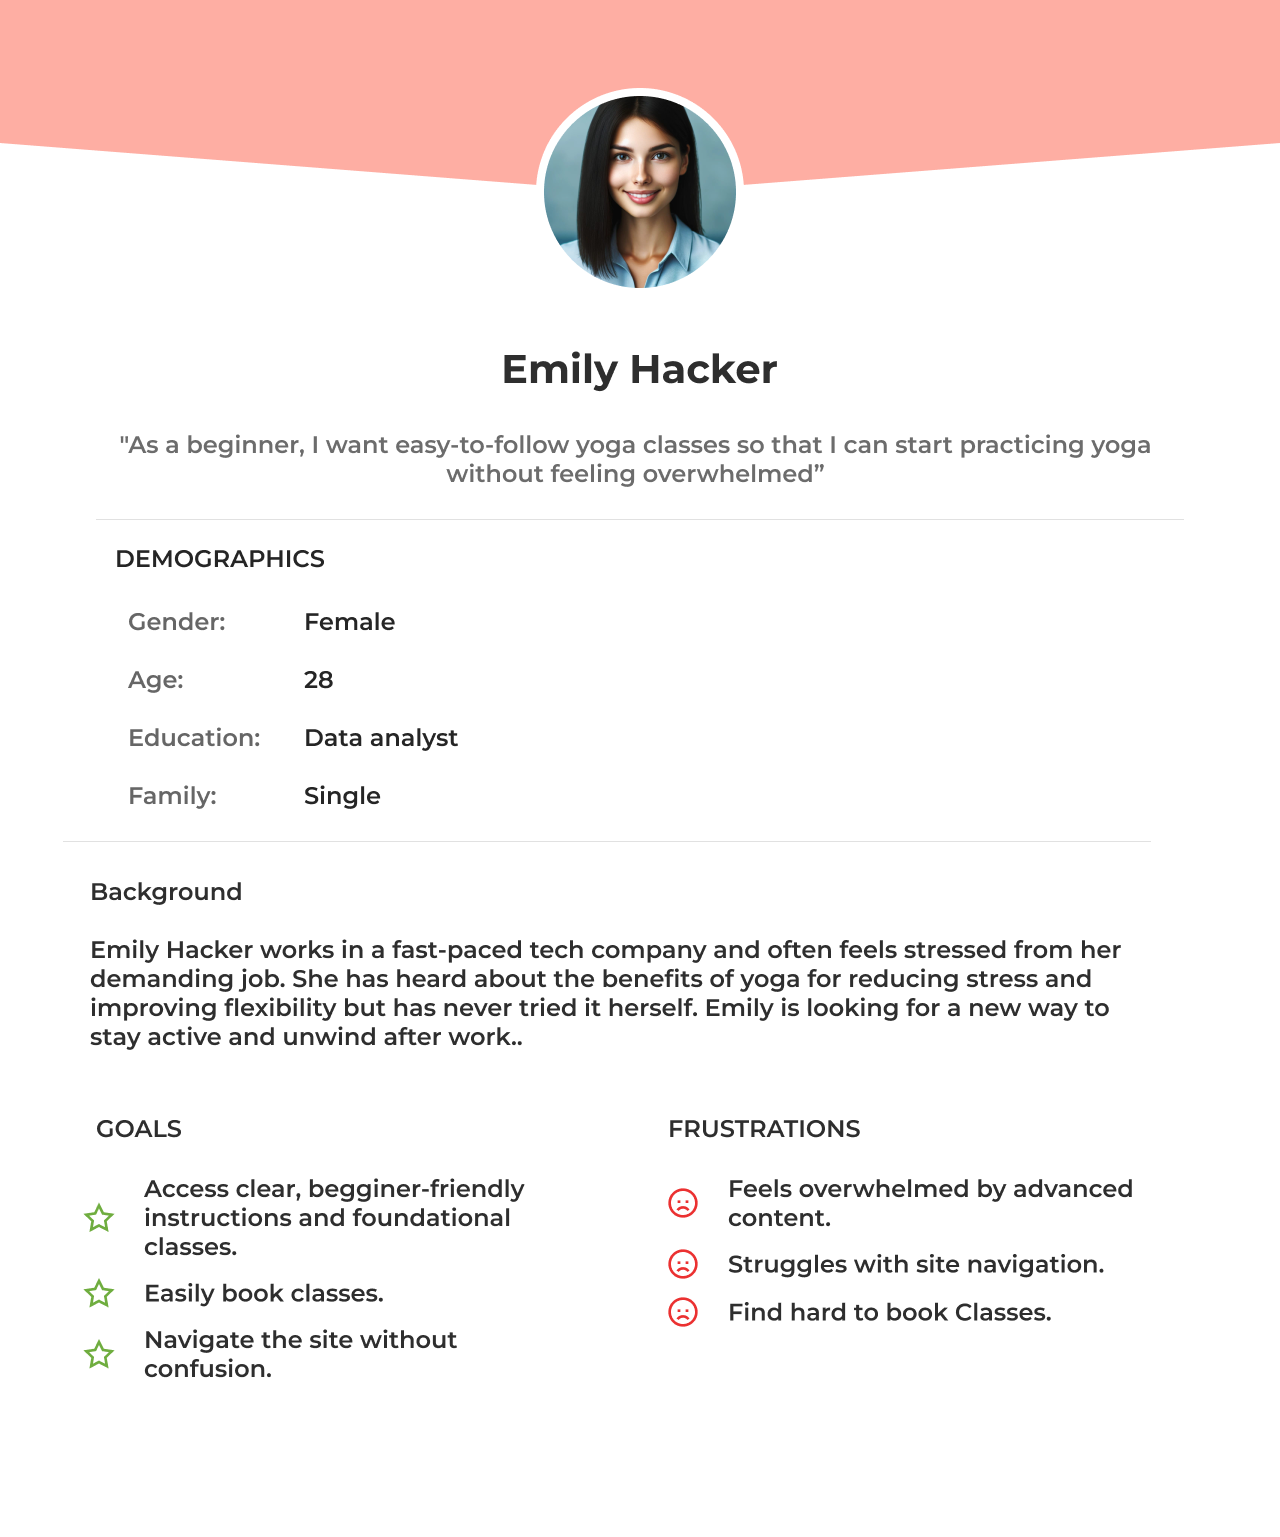 Emily Hacker
"As a beginner, I want easy-to-follow yoga classes so that I can start practicing yoga
without feeling overwhelmed”
DEMOGRAPHICS
Gender: Female
Age: 28
Education: Data analyst
Family: Single
Background
Emily Hacker works in a fast-paced tech company and often feels stressed from her
demanding job. She has heard about the benefits of yoga for reducing stress and
improving flexibility but has never tried it herself. Emily is looking for a new way to
stay active and unwind after work..
GOALS
Access clear, begginer-friendly
instructions and foundational
classes.
Easily book classes.
Navigate the site without
confusion.
FRUSTRATIONS
Feels overwhelmed by advanced
content.
Struggles with site navigation.
Find hard to book Classes.